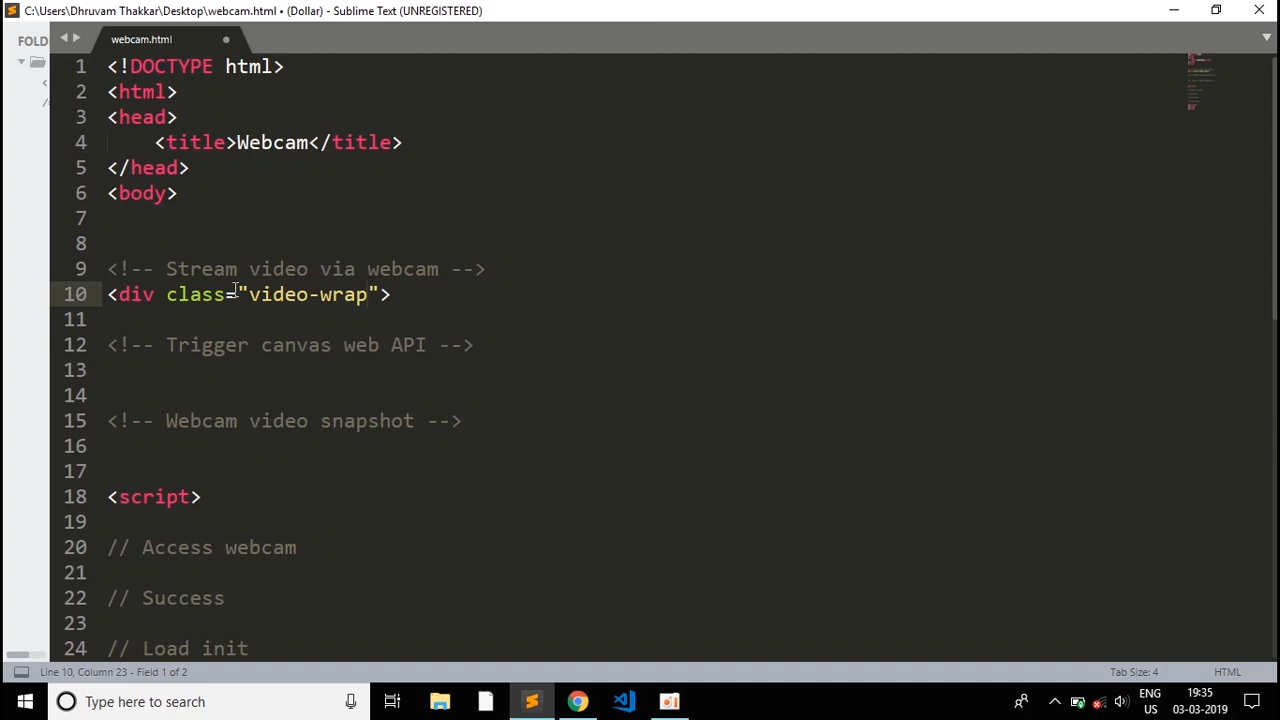 C:\Users\Dhruvam Thakkar\Desktop\webcam.html • (Dollar) - Sublime Text (UNREGISTERED)
FOLD
webcam.html
1 <!DOCTYPE html>
2 <html>
3 <head>
4 <title>Webcam</title>
5 </head>
6 <body>
7
8
9 <!-- Stream video via webcam -->
10 <div class="video-wrap">
11
12 <!-- Trigger canvas web API -->
13
14
15 <!-- Webcam video snapshot -->
16
17
18 <script>
19
20 // Access webcam
21
22 // Success
23
24 // Load init
Line 10, Column 23 - Field 1 of 2
Tab Size: 4
HTML
Type here to search
ENG
US
19:35
03-03-2019